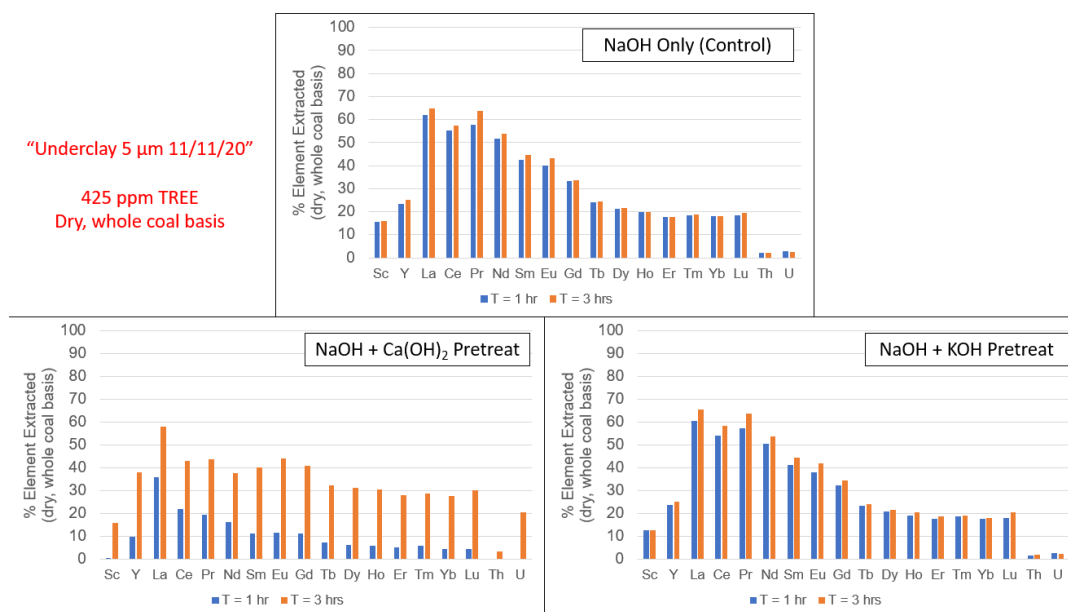 NaOH Only (Control)
100
90
80
70
60
50
40
30
20
10
0
% Element Extracted
(dry, whole coal basis)
Sc Y La Ce Pr Nd Sm Eu Gd Tb Dy Ho Er Tm Yb Lu Th U
T = 1 hr T = 3 hrs
“Underclay 5 µm 11/11/20”
425 ppm TREE
Dry, whole coal basis
NaOH + Ca(OH)₂ Pretreat
100
90
80
70
60
50
40
30
20
10
0
% Element Extracted
(dry, whole coal basis)
Sc Y La Ce Pr Nd Sm Eu Gd Tb Dy Ho Er Tm Yb Lu Th U
T = 1 hr T = 3 hrs
NaOH + KOH Pretreat
100
90
80
70
60
50
40
30
20
10
0
% Element Extracted
(dry, whole coal basis)
Sc Y La Ce Pr Nd Sm Eu Gd Tb Dy Ho Er Tm Yb Lu Th U
T = 1 hr T = 3 hrs